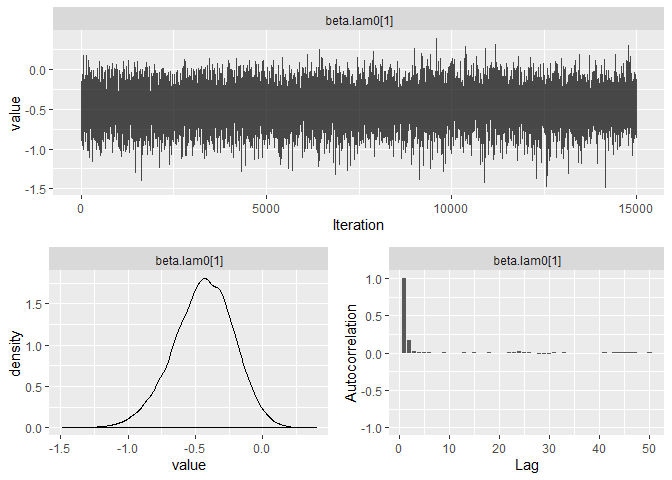 beta.lam0[1]
value
0.0
-0.5
-1.0
-1.5
0 5000 10000 15000
Iteration
beta.lam0[1]
density
1.5
1.0
0.5
0.0
-1.5 -1.0 -0.5 0.0
value
beta.lam0[1]
Autocorrelation
1.0
0.5
0.0
-0.5
-1.0
0 10 20 30 40 50
Lag